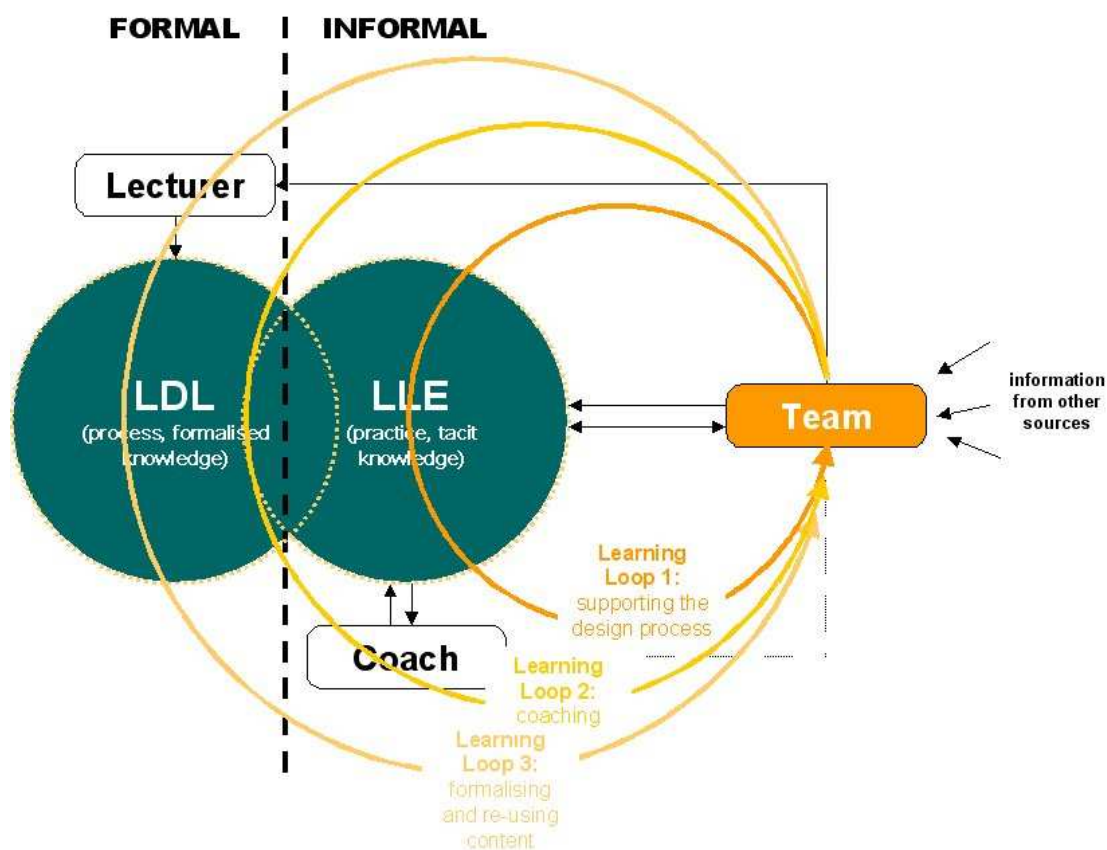 FORMAL
INFORMAL
Lecturer
LDL
(process, formalised
knowledge)
LLE
(practice, tacit
knowledge)
Team
information
from other
sources
Learning
Loop 1:
supporting the
design process
Coach
Learning
Loop 2:
coaching
Learning
Loop 3:
formalising
and re-using
content